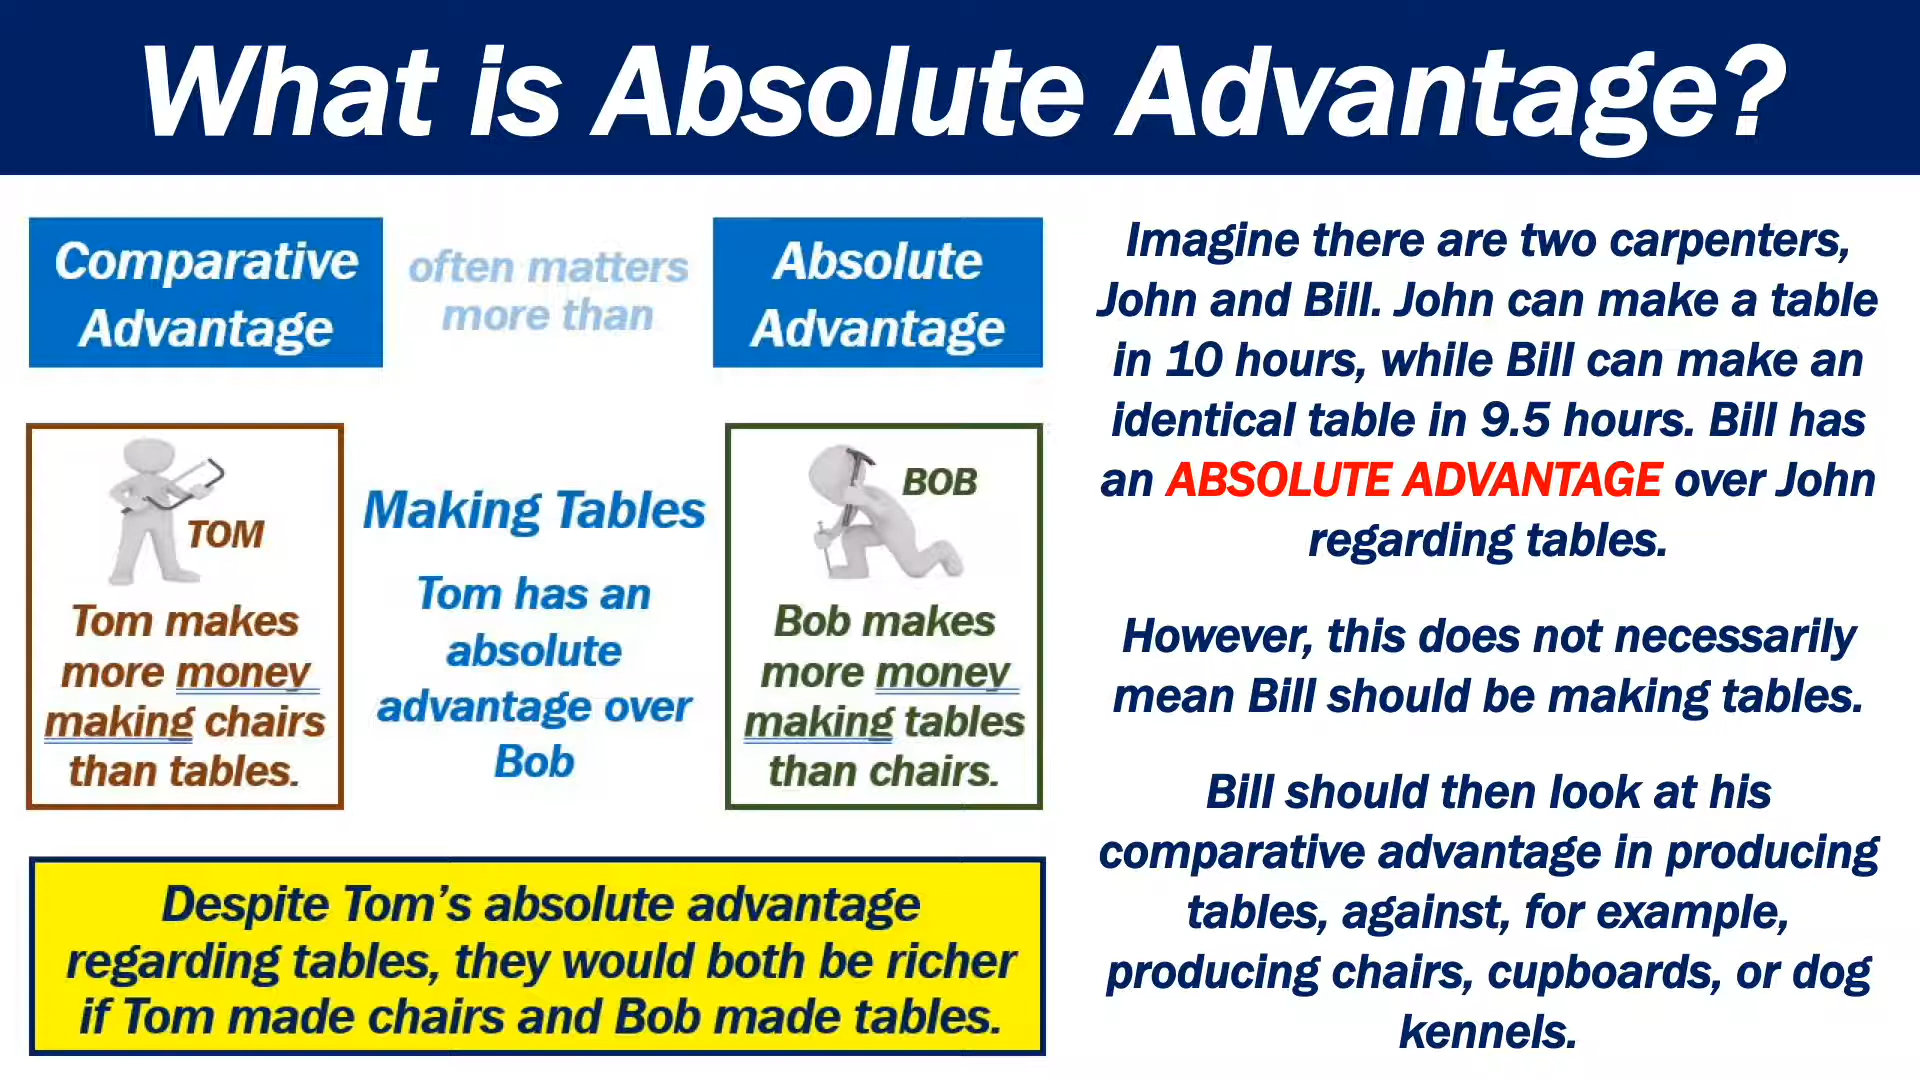 What is Absolute Advantage?
Comparative
Advantage
often matters
more than
Absolute
Advantage
TOM
Tom makes
more money
making chairs
than tables.
Making Tables
Tom has an
absolute
advantage over
Bob
BOB
Bob makes
more money
making tables
than chairs.
Despite Tom's absolute advantage
regarding tables, they would both be richer
if Tom made chairs and Bob made tables.
Imagine there are two carpenters,
John and Bill. John can make a table
in 10 hours, while Bill can make an
identical table in 9.5 hours. Bill has
an ABSOLUTE ADVANTAGE over John
regarding tables.
However, this does not necessarily
mean Bill should be making tables.
Bill should then look at his
comparative advantage in producing
tables, against, for example,
producing chairs, cupboards, or dog
kennels.